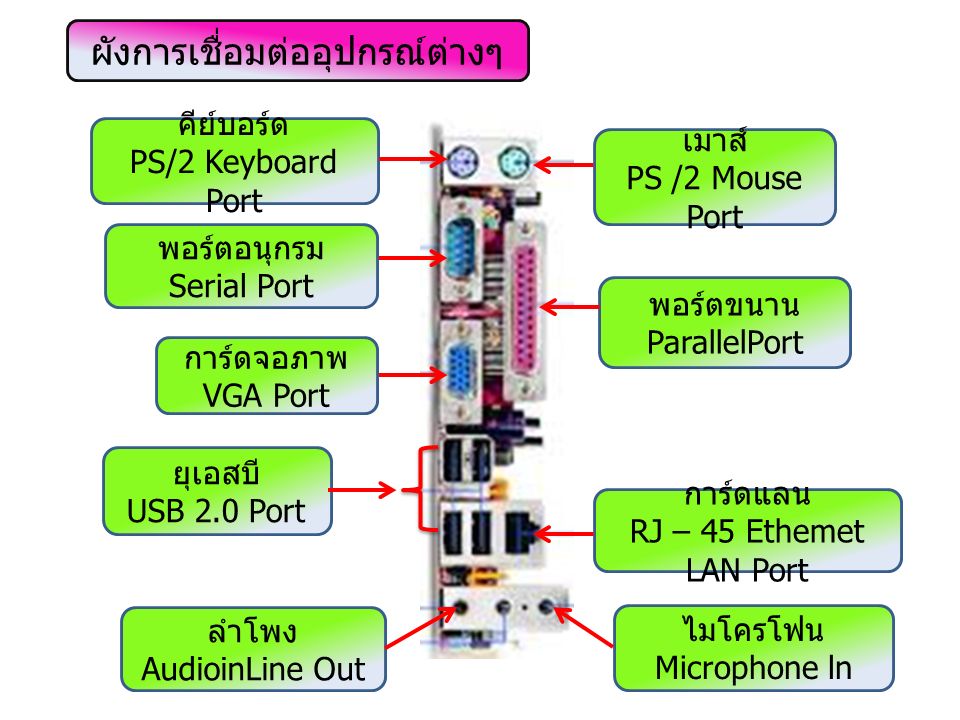 ผังการเชื่อมต่ออุปกรณ์ต่างๆ
คีย์บอร์ด
PS/2 Keyboard
Port
เมาส์
PS /2 Mouse
Port
พอร์ตอนุกรม
Serial Port
พอร์ตขนาน
ParallelPort
การ์ดจอภาพ
VGA Port
ยุเอสบี
USB 2.0 Port
การ์ดแลน
RJ – 45 Ethemet
LAN Port
ลำโพง
AudioinLine Out
ไมโครโฟน
Microphone ln